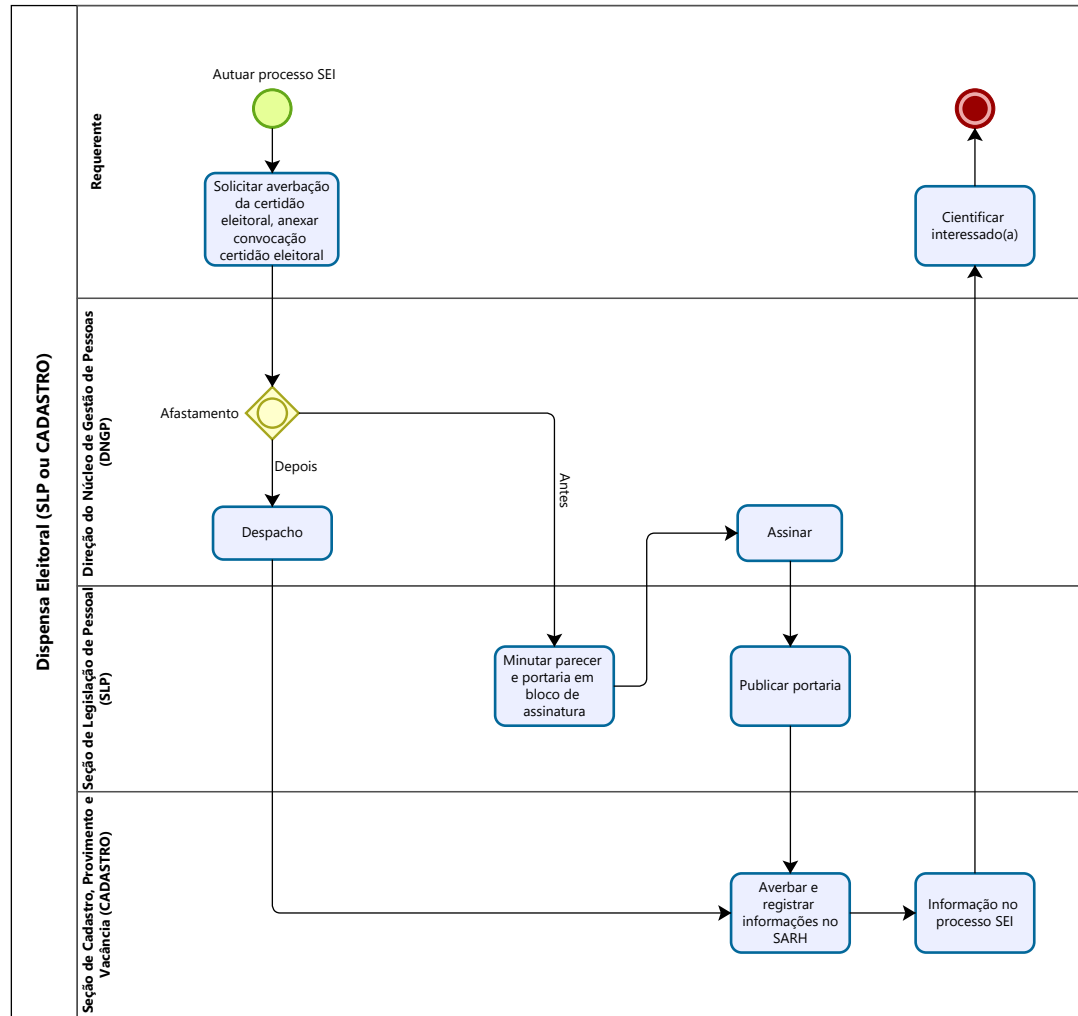 Dispensa Eleitoral (SLP ou CADASTRO)
Requerente
Autuar processo SEI
Solicitar averbação
da certidão
eleitoral, anexar
convocação
certidão eleitoral
Cientificar
interessado(a)
Direção do Núcleo de Gestão de Pessoas
(DNGP)
Afastamento
Depois
Antes
Despacho
Assinar
Seção de Legislação de Pessoal
(SLP)
Minutar parecer
e portaria em
bloco de
assinatura
Publicar portaria
Seção de Cadastro, Provimento e
Vacância (CADASTRO)
Averbar e
registrar
informações no
SARH
Informação no
processo SEI